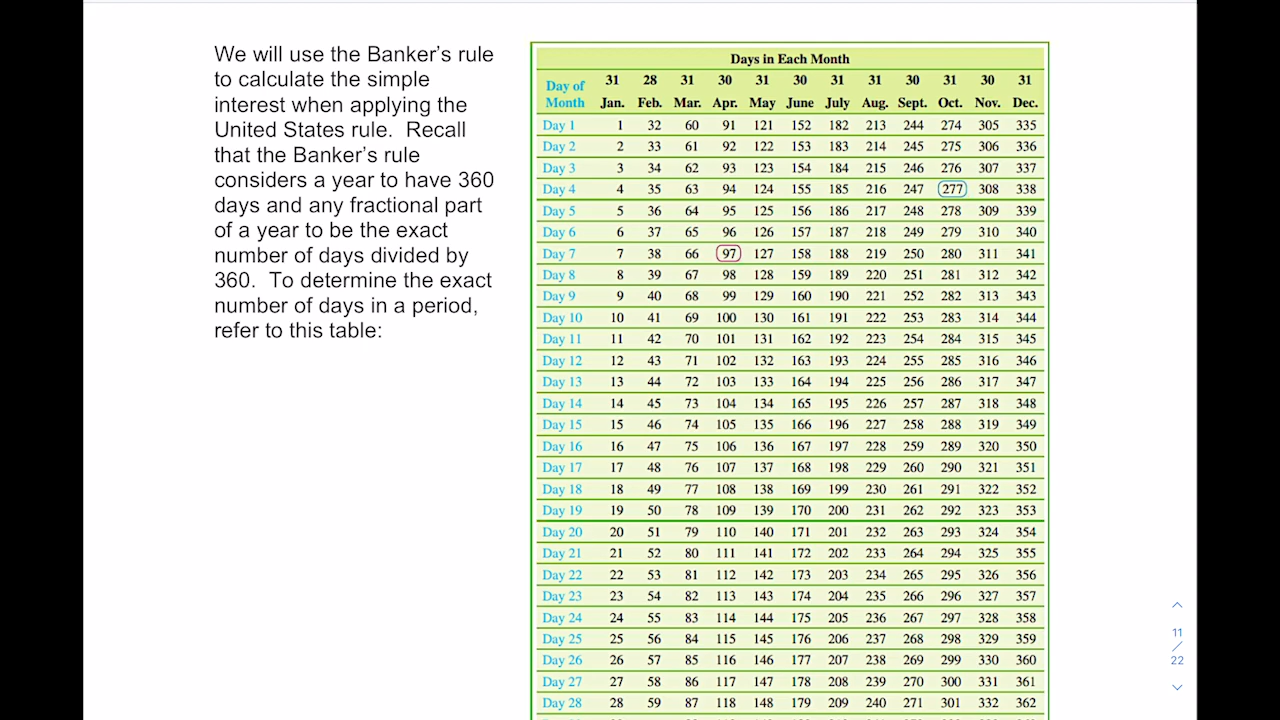 We will use the Banker's rule
to calculate the simple
interest when applying the
United States rule. Recall
that the Banker's rule
considers a year to have 360
days and any fractional part
of a year to be the exact
number of days divided by
360. To determine the exact
number of days in a period,
refer to this table:
Days in Each Month
Day of 31 28 31 30 31 30 31 31 30 31 30 31
Month Jan. Feb. Mar. Apr. May June July Aug. Sept. Oct. Nov. Dec.
Day 1 1 32 60 91 121 152 182 213 244 274 305 335
Day 2 2 33 61 92 122 153 183 214 245 275 306 336
Day 3 3 34 62 93 123 154 184 215 246 276 307 337
Day 4 4 35 63 94 124 155 185 216 247 277 308 338
Day 5 5 36 64 95 125 156 186 217 248 278 309 339
Day 6 6 37 65 96 126 157 187 218 249 279 310 340
Day 7 7 38 66 97 127 158 188 219 250 280 311 341
Day 8 8 39 67 98 128 159 189 220 251 281 312 342
Day 9 9 40 68 99 129 160 190 221 252 282 313 343
Day 10 10 41 69 100 130 161 191 222 253 283 314 344
Day 11 11 42 70 101 131 162 192 223 254 284 315 345
Day 12 12 43 71 102 132 163 193 224 255 285 316 346
Day 13 13 44 72 103 133 164 194 225 256 286 317 347
Day 14 14 45 73 104 134 165 195 226 257 287 318 348
Day 15 15 46 74 105 135 166 196 227 258 288 319 349
Day 16 16 47 75 106 136 167 197 228 259 289 320 350
Day 17 17 48 76 107 137 168 198 229 260 290 321 351
Day 18 18 49 77 108 138 169 199 230 261 291 322 352
Day 19 19 50 78 109 139 170 200 231 262 292 323 353
Day 20 20 51 79 110 140 171 201 232 263 293 324 354
Day 21 21 52 80 111 141 172 202 233 264 294 325 355
Day 22 22 53 81 112 142 173 203 234 265 295 326 356
Day 23 23 54 82 113 143 174 204 235 266 296 327 357
Day 24 24 55 83 114 144 175 205 236 267 297 328 358
Day 25 25 56 84 115 145 176 206 237 268 298 329 359
Day 26 26 57 85 116 146 177 207 238 269 299 330 360
Day 27 27 58 86 117 147 178 208 239 270 300 331 361
Day 28 28 59 87 118 148 179 209 240 271 301 332 362
11
/
22